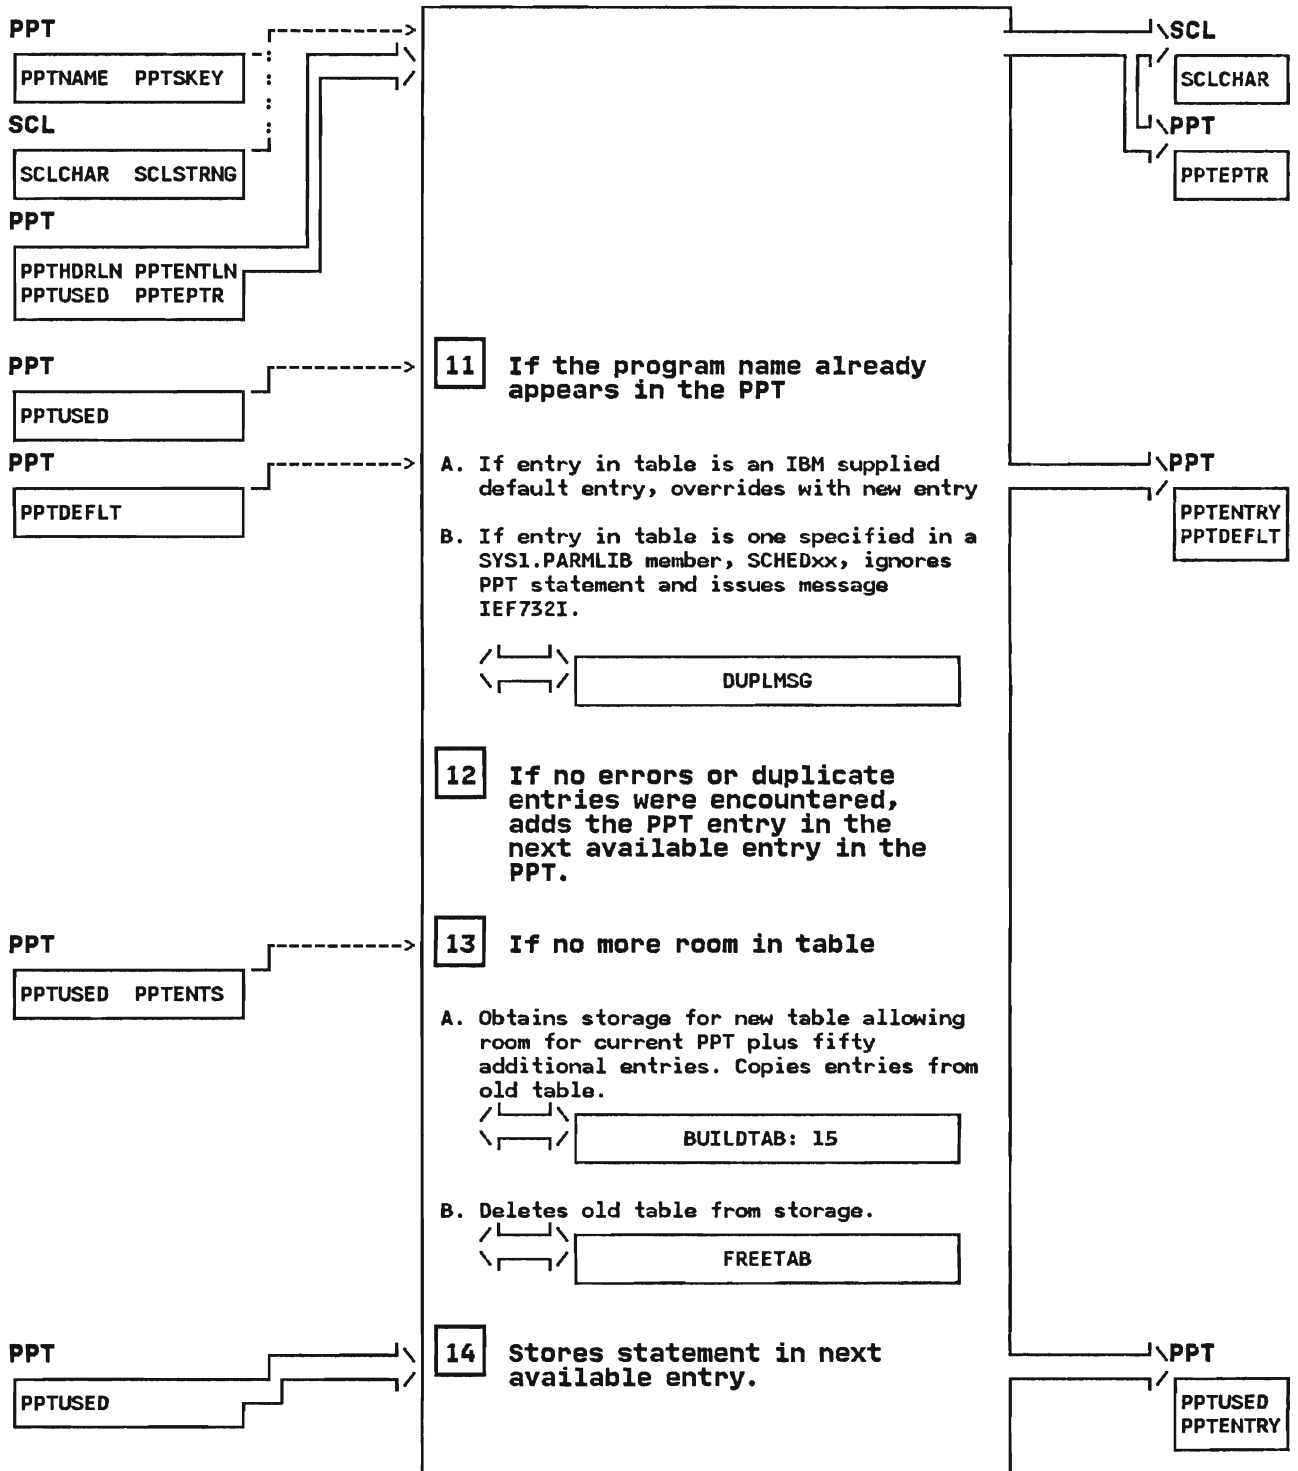 PPT
PPTNAME PPTSKEY
SCL
SCLCHAR SCLSTRNG
PPT
PPTHDRLN PPTENTLN
PPTUSED PPTEPTR
SCL
SCLCHAR
PPT
PPTEPTR
PPT
PPTUSED
11 If the program name already
appears in the PPT
PPT
PPTDEFLT
A. If entry in table is an IBM supplied
default entry, overrides with new entry
PPT
PPTENTRY
PPTDEFLT
B. If entry in table is one specified in a
SYS1.PARMLIB member, SCHEDxx, ignores
PPT statement and issues message
IEF732I.
DUPLMSG
12 If no errors or duplicate
entries were encountered,
adds the PPT entry in the
next available entry in the
PPT.
PPT
PPTUSED PPTENTS
13 If no more room in table
A. Obtains storage for new table allowing
room for current PPT plus fifty
additional entries. Copies entries from
old table.
BUILDTAB: 15
B. Deletes old table from storage.
FREETAB
PPT
PPTUSED
14 Stores statement in next
available entry.
PPT
PPTUSED
PPTENTRY